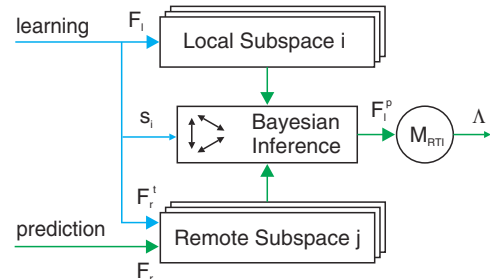 learning
F_l
Local Subspace i
s_i
Bayesian
Inference
F_l^p
M_RTI
Λ
F_r^t
prediction
Remote Subspace j
F_r